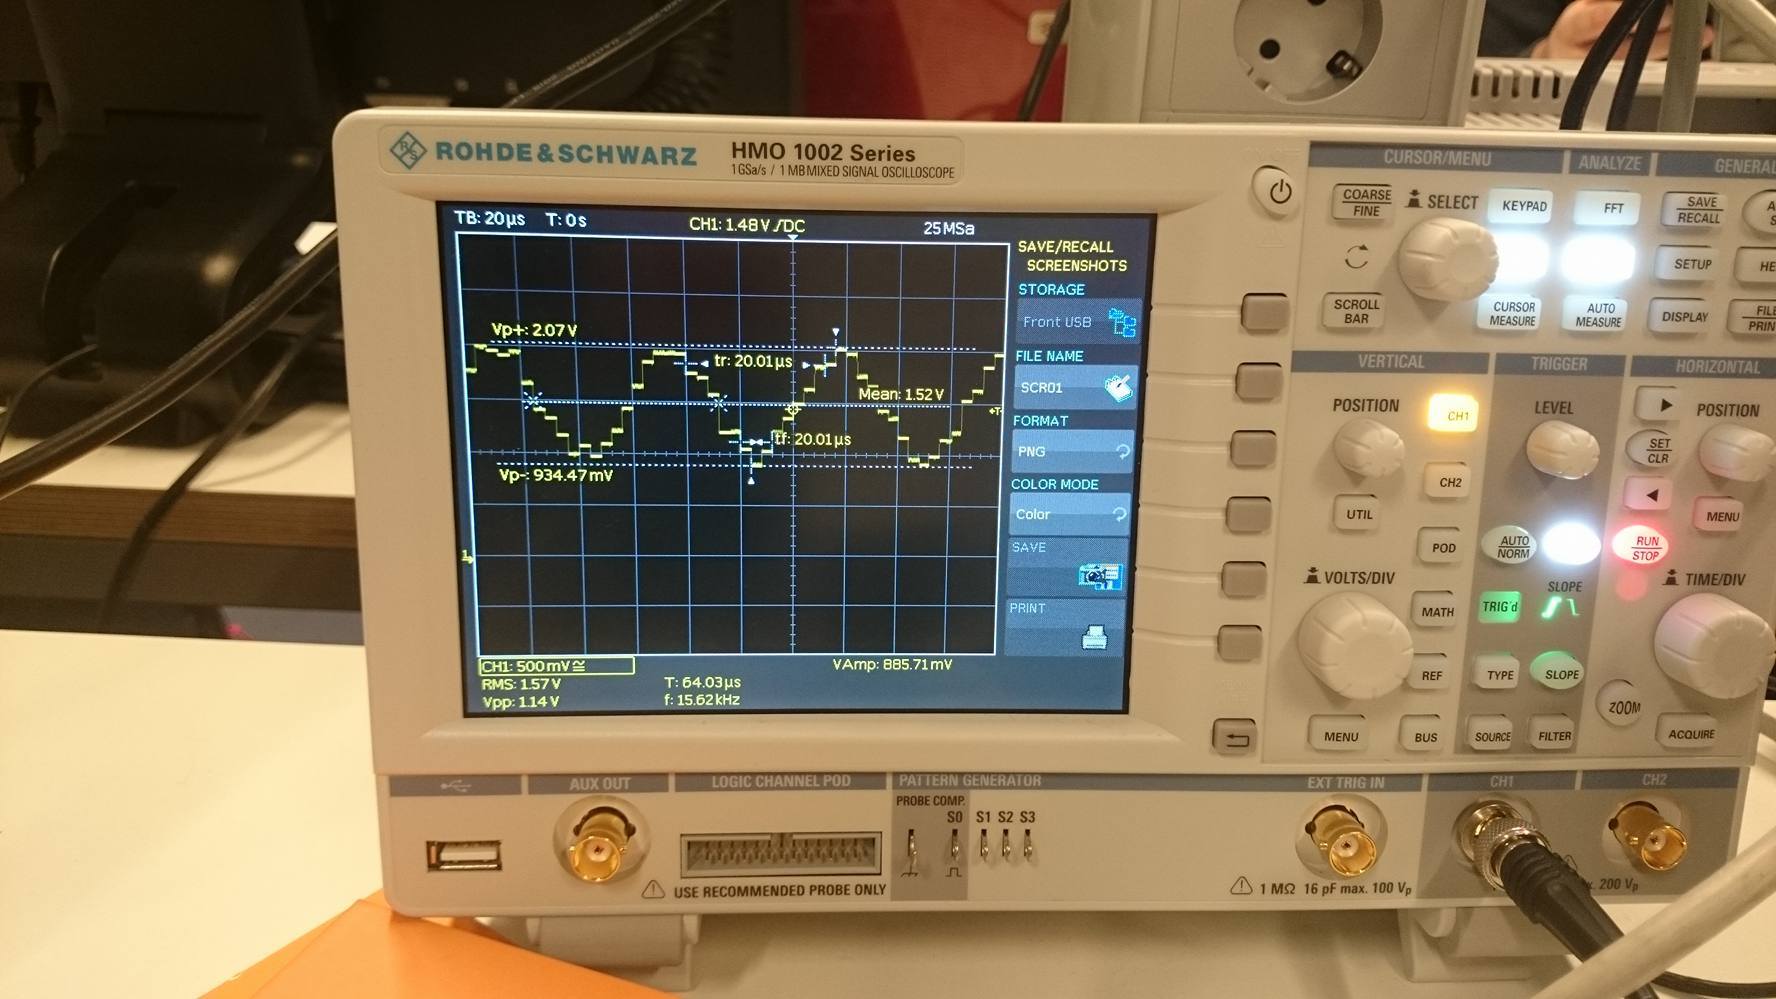 ROHDE&SCHWARZ
HMO 1002 Series
1 GSa/s / 1 MB MIXED SIGNAL OSCILLOSCOPE
TB: 20µs T: 0s CH1: 1.48 V / DC 25MSa
SAVE/RECALL
SCREENSHOTS
STORAGE
Front USB
FILE NAME
SCR01
FORMAT
PNG
COLOR MODE
Color
SAVE
PRINT
Vp+: 2.07 V
tr: 20.01µs
Mean: 1.52 V
tf: 20.01µs
Vp-: 934.47mV
1
CH1: 500 mV
VAmp: 885.71mV
RMS: 1.57 V
T: 64.03µs
Vpp: 1.14 V
f: 15.62kHz
CURSOR/MENU
ANALYZE
GENERAL
COARSE
FINE
SELECT
KEYPAD
FFT
SAVE
RECALL
SETUP
SCROLL
BAR
CURSOR
MEASURE
AUTO
MEASURE
DISPLAY
VERTICAL
TRIGGER
HORIZONTAL
POSITION
CH1
LEVEL
POSITION
SET
CLR
CH2
UTIL
MENU
POD
AUTO
NORM
RUN
STOP
VOLTS/DIV
SLOPE
TIME/DIV
MATH
TRIG'd
REF
TYPE
SLOPE
ZOOM
MENU
BUS
SOURCE
FILTER
ACQUIRE
AUX OUT
LOGIC CHANNEL POD
PATTERN GENERATOR
EXT TRIG IN
CH1
CH2
PROBE COMP.
S0 S1 S2 S3
USE RECOMMENDED PROBE ONLY
1 MΩ 16 pF max. 100 Vp
200 Vp